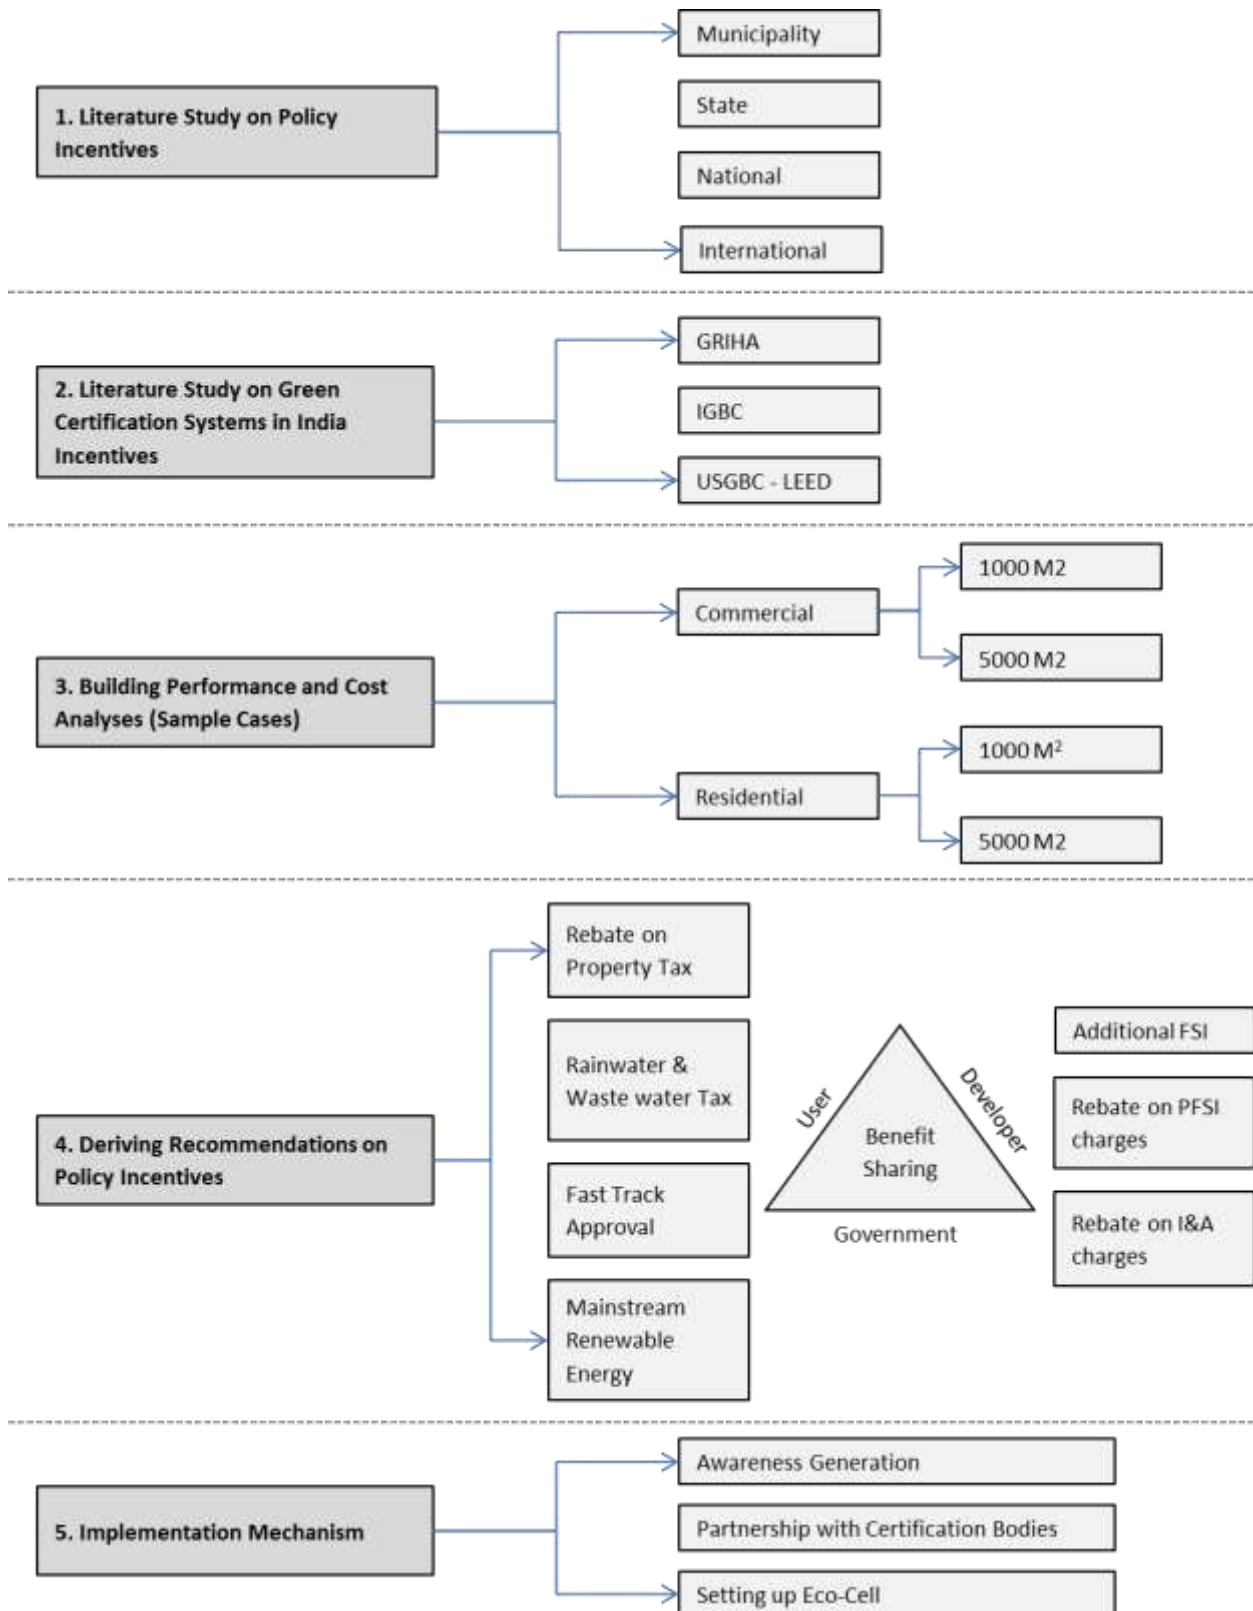 1. Literature Study on Policy
Incentives
Municipality
State
National
International
2. Literature Study on Green
Certification Systems in India
Incentives
GRIHA
IGBC
USGBC - LEED
3. Building Performance and Cost
Analyses (Sample Cases)
Commercial
1000 M2
5000 M2
Residential
1000 M²
5000 M2
4. Deriving Recommendations on
Policy Incentives
Rebate on
Property Tax
Rainwater &
Waste water Tax
Fast Track
Approval
Mainstream
Renewable
Energy
User
Developer
Benefit
Sharing
Government
Additional FSI
Rebate on PFSI
charges
Rebate on I&A
charges
5. Implementation Mechanism
Awareness Generation
Partnership with Certification Bodies
Setting up Eco-Cell